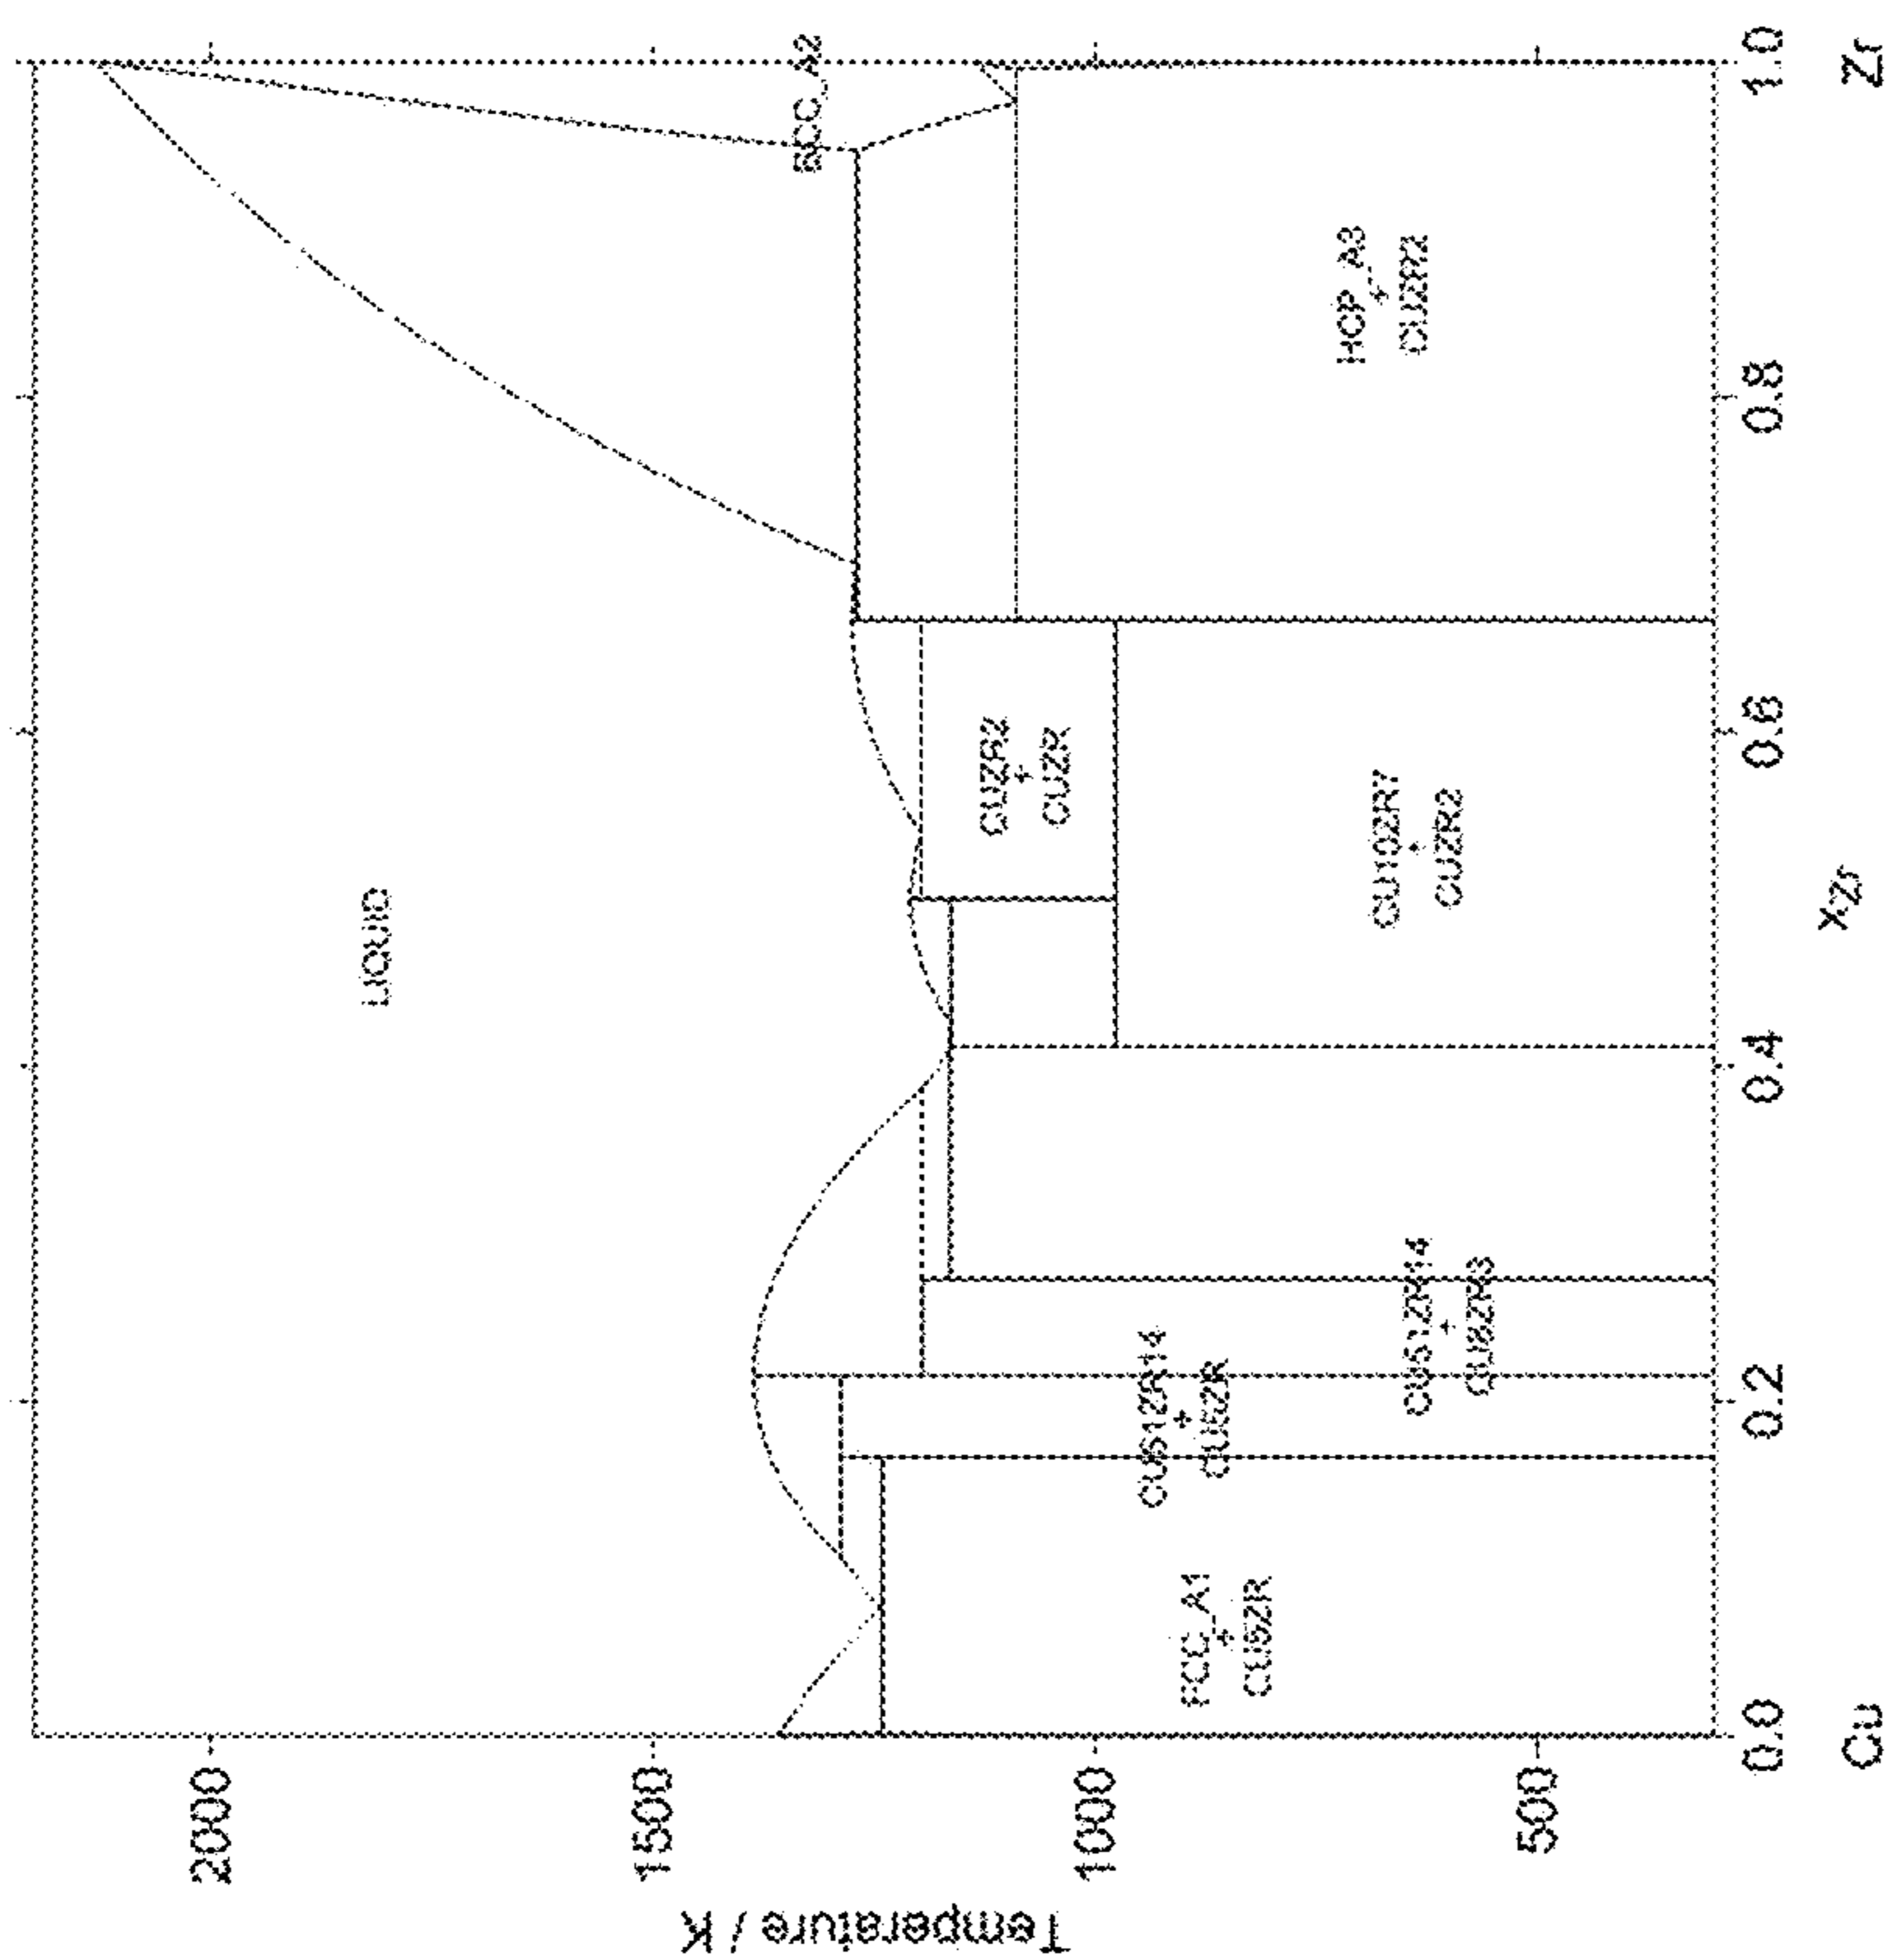 2000
1500
1000
500
Temperature / K
LIQUID
BCC_A2
CUZR2
+
CUZR
CU51ZR14
+
CU5ZR
FCC_A1
+
CU5ZR
HCP_A3
+
CUZR2
CU10ZR7
+
CUZR2
CU51ZR14
+
CU8ZR3
0.0
0.2
0.4
0.6
0.8
1.0
Cu
xZr
Zr